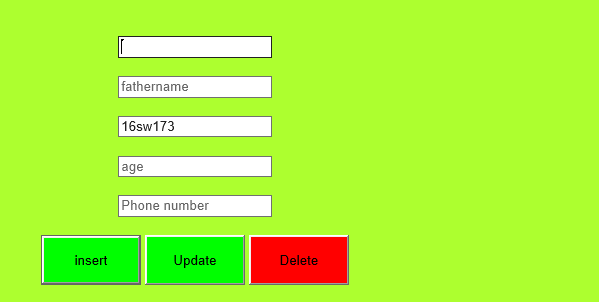 fathername
16sw173
age
Phone number
insert Update Delete